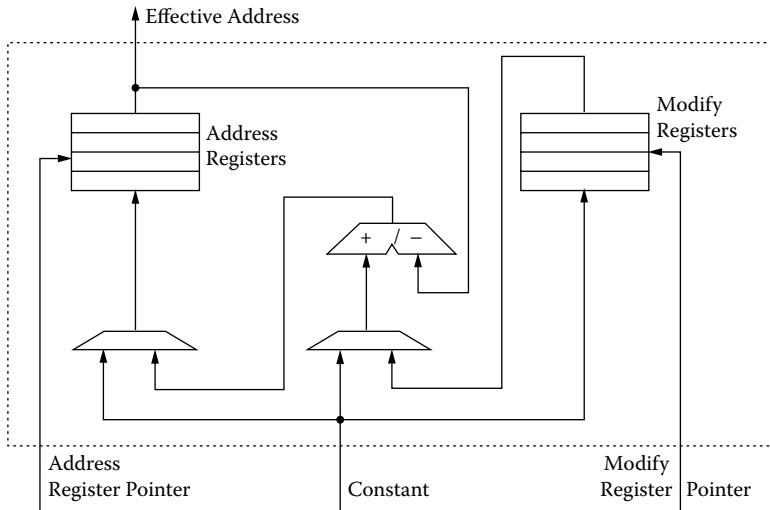 Effective Address
Address
Registers
Modify
Registers
+ / −
Address
Register Pointer
Constant
Modify
Register Pointer